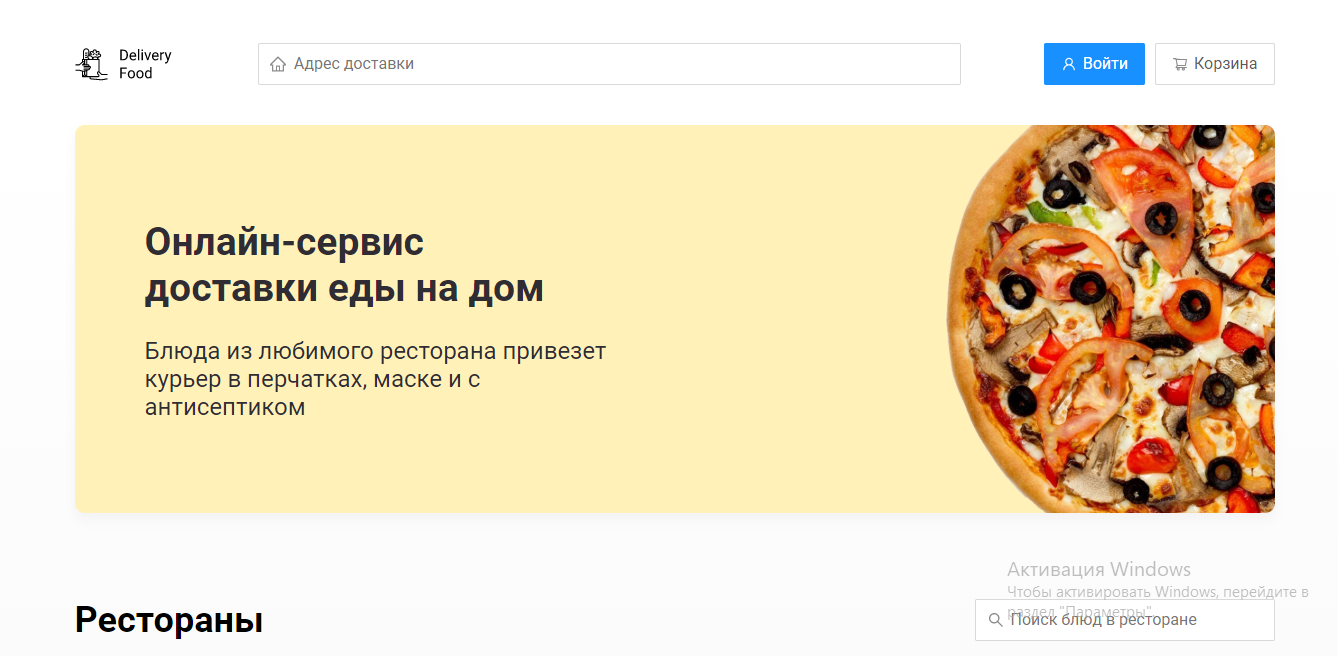 Delivery
Food
Адрес доставки
Войти
Корзина
Онлайн-сервис
доставки еды на дом
Блюда из любимого ресторана привезет
курьер в перчатках, маске и с
антисептиком
Активация Windows
Чтобы активировать Windows, перейдите в
раздел "Параметры".
Рестораны
Поиск блюд в ресторане